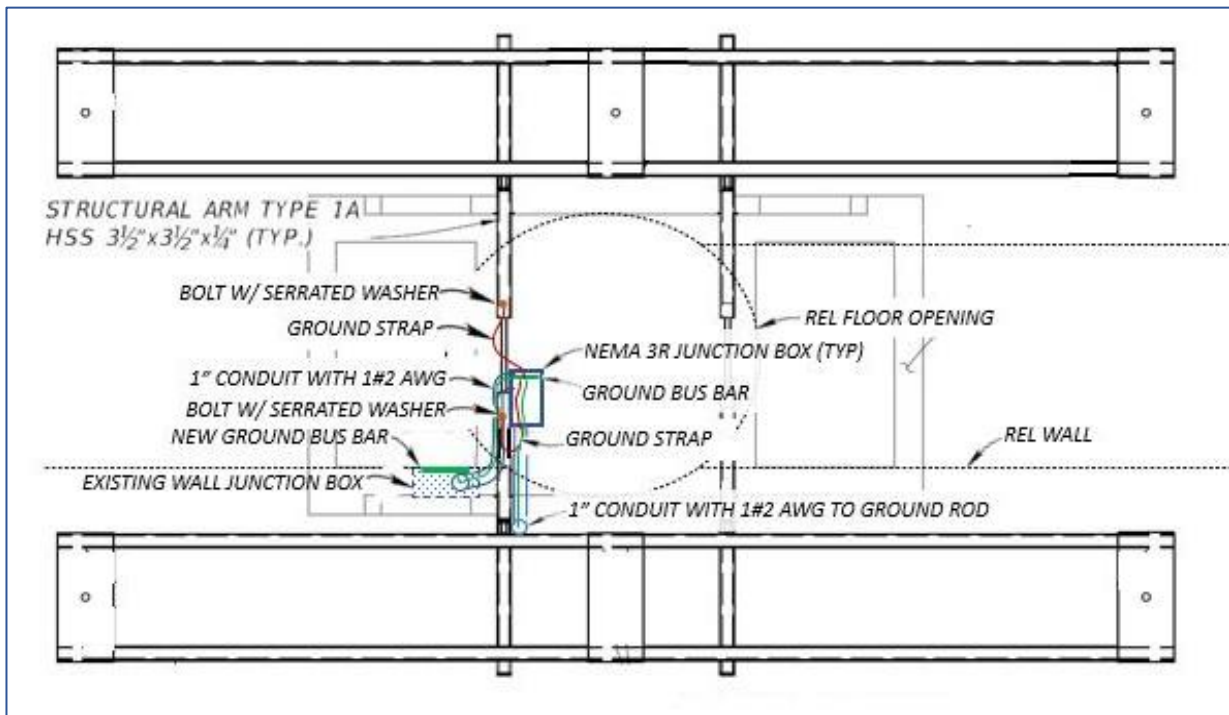 STRUCTURAL ARM TYPE 1A
HSS 3½"x3½"x¼" (TYP.)
BOLT W/ SERRATED WASHER
REL FLOOR OPENING
GROUND STRAP
NEMA 3R JUNCTION BOX (TYP)
1" CONDUIT WITH 1#2 AWG
GROUND BUS BAR
BOLT W/ SERRATED WASHER
NEW GROUND BUS BAR
GROUND STRAP
REL WALL
EXISTING WALL JUNCTION BOX
1" CONDUIT WITH 1#2 AWG TO GROUND ROD